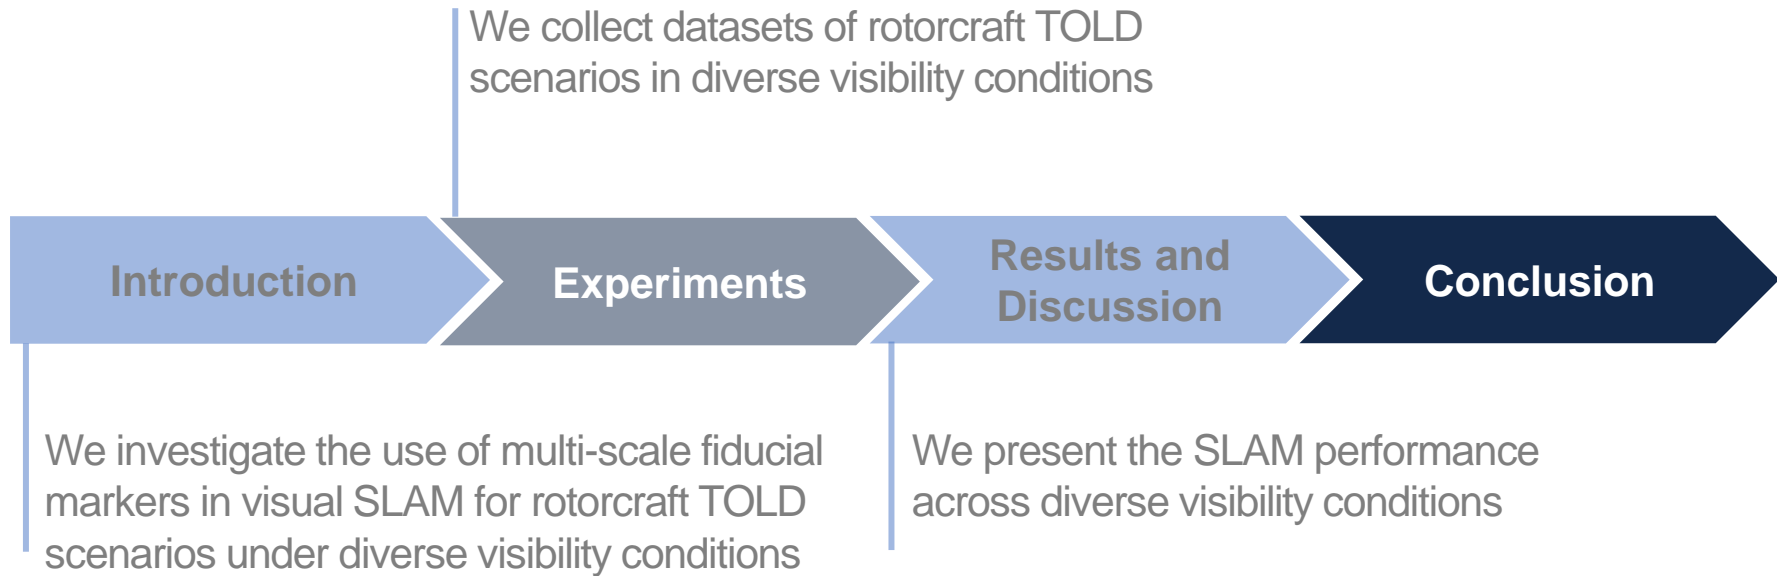 We collect datasets of rotorcraft TOLD
scenarios in diverse visibility conditions
Introduction
Experiments
Results and
Discussion
Conclusion
We investigate the use of multi-scale fiducial
markers in visual SLAM for rotorcraft TOLD
scenarios under diverse visibility conditions
We present the SLAM performance
across diverse visibility conditions